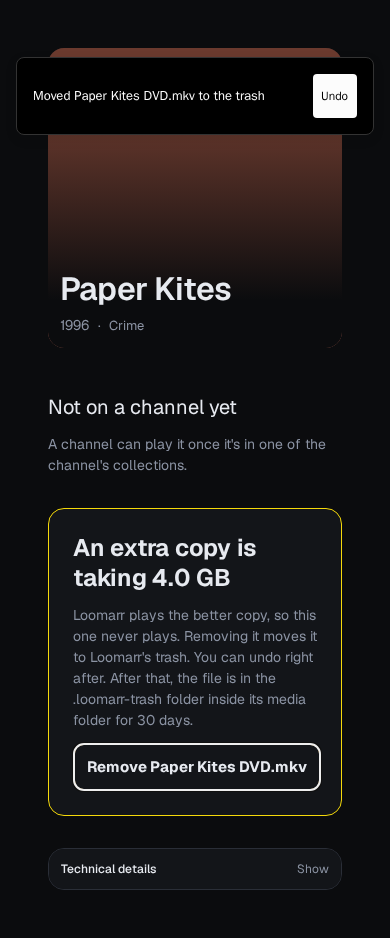 Moved Paper Kites DVD.mkv to the trash
Undo
Paper Kites
1996 · Crime
Not on a channel yet
A channel can play it once it's in one of the
channel's collections.
An extra copy is
taking 4.0 GB
Loomarr plays the better copy, so this
one never plays. Removing it moves it
to Loomarr's trash. You can undo right
after. After that, the file is in the
.loomarr-trash folder inside its media
folder for 30 days.
Remove Paper Kites DVD.mkv
Technical details
Show